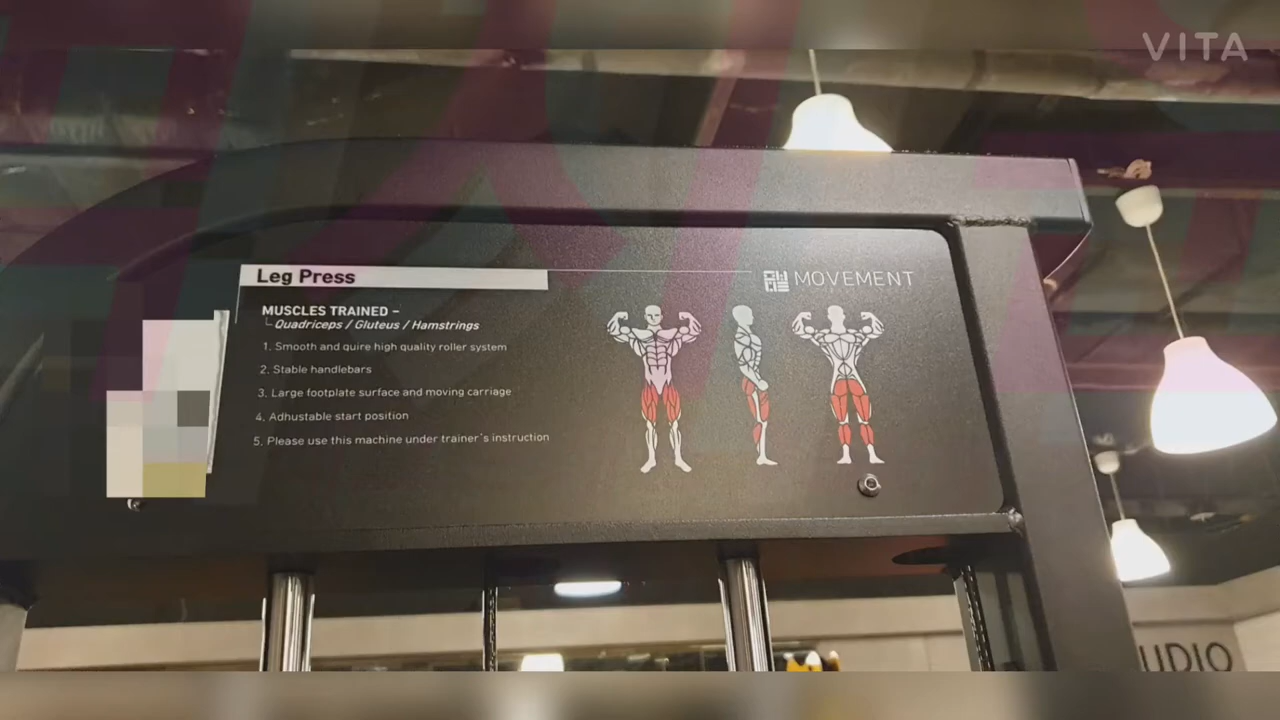 VITA
Leg Press
MOVEMENT
MUSCLES TRAINED –
Quadriceps / Gluteus / Hamstrings
1. Smooth and quire high quality roller system
2. Stable handlebars
3. Large footplate surface and moving carriage
4. Adhustable start position
5. Please use this machine under trainer's instruction
UDIO